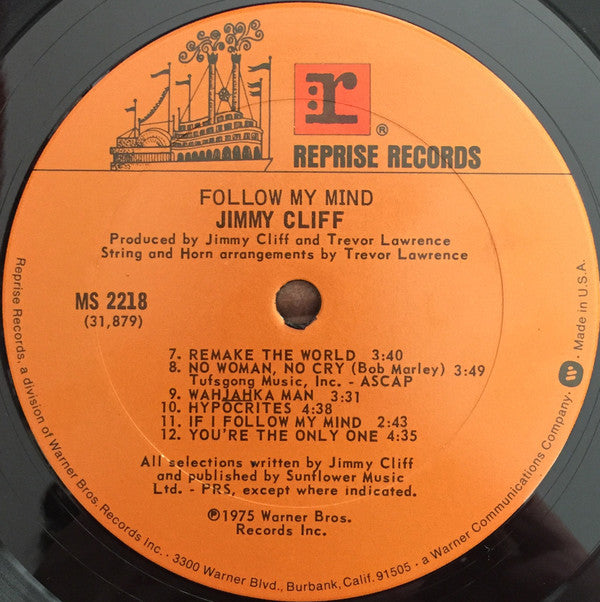 r
®
REPRISE RECORDS
FOLLOW MY MIND
JIMMY CLIFF
Produced by Jimmy Cliff and Trevor Lawrence
String and Horn arrangements by Trevor Lawrence
MS 2218
(31,879)
7. REMAKE THE WORLD 3:40
8. NO WOMAN, NO CRY (Bob Marley) 3:49
Tufsgong Music, Inc. - ASCAP
9. WAHJAHKA MAN 3:31
10. HYPOCRITES 4:38
11. IF I FOLLOW MY MIND 2:43
12. YOU'RE THE ONLY ONE 4:35
All selections written by Jimmy Cliff
and published by Sunflower Music
Ltd. - PRS, except where indicated.
℗©1975 Warner Bros.
Records Inc.
Reprise Records, a division of Warner Bros. Records Inc. · 3300 Warner Blvd., Burbank, Calif. 91505 · a Warner Communications Company · W · Made in U.S.A.